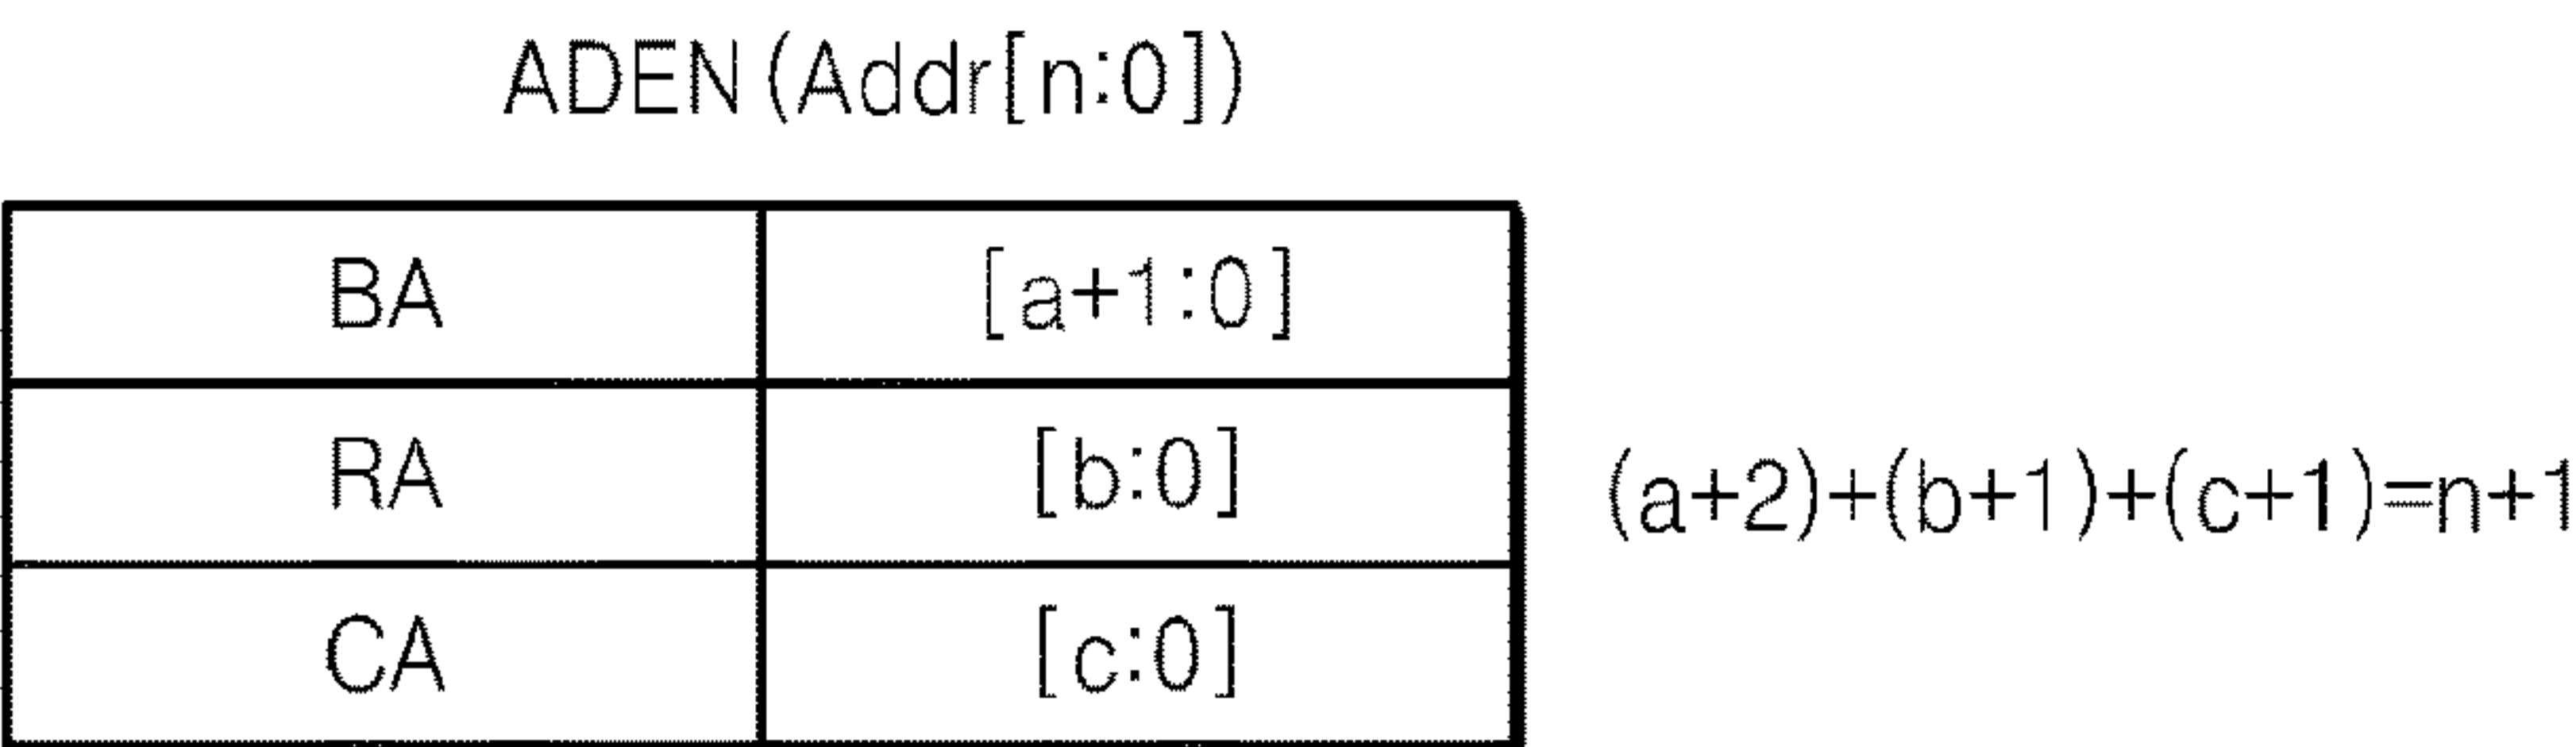 ADEN (Addr[n:0])
BA [a+1:0]
RA [b:0]
(a+2)+(b+1)+(c+1)=n+1
CA [c:0]